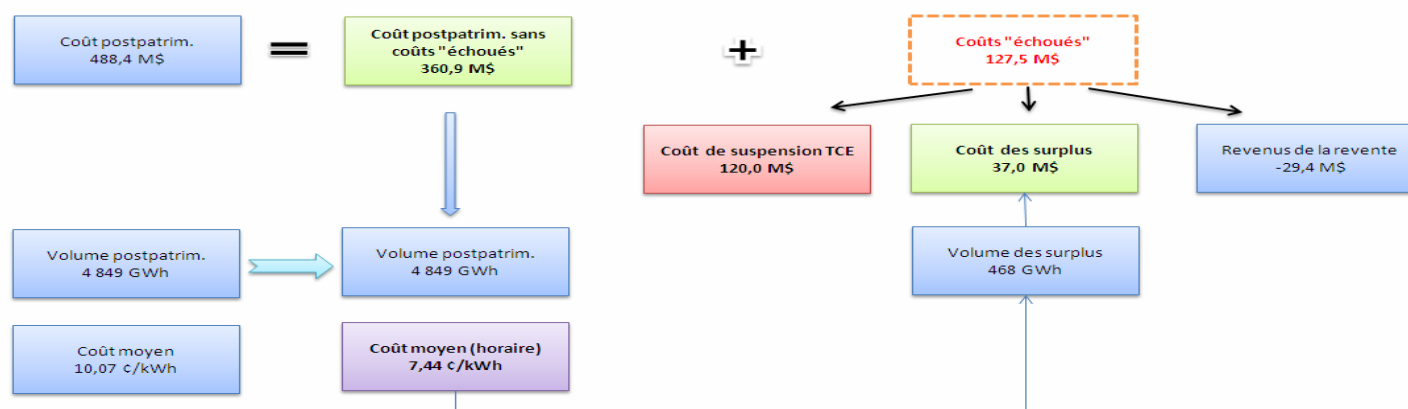 Coût postpatrim.
488,4 M$
=
Coût postpatrim. sans
coûts "échoués"
360,9 M$
+
Coûts "échoués"
127,5 M$
Coût de suspension TCE
120,0 M$
Coût des surplus
37,0 M$
Revenus de la revente
-29,4 M$
Volume postpatrim.
4 849 GWh
Volume postpatrim.
4 849 GWh
Volume des surplus
468 GWh
Coût moyen
10,07 ¢/kWh
Coût moyen (horaire)
7,44 ¢/kWh